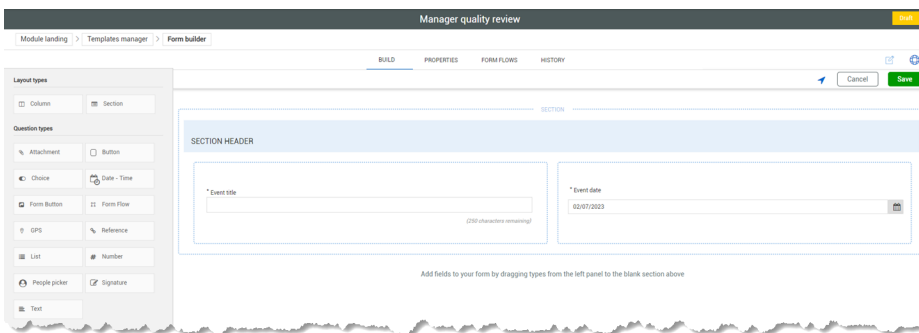 Manager quality review
Draft
Module landing > Templates manager > Form builder
BUILD PROPERTIES FORM FLOWS HISTORY
Layout types
Cancel Save
Column Section
SECTION
Question types
SECTION HEADER
Attachment Button
Choice Date - Time
* Event title
* Event date
Form Button Form Flow
02/07/2023
(250 characters remaining)
GPS Reference
List Number
Add fields to your form by dragging types from the left panel to the blank section above
People picker Signature
Text